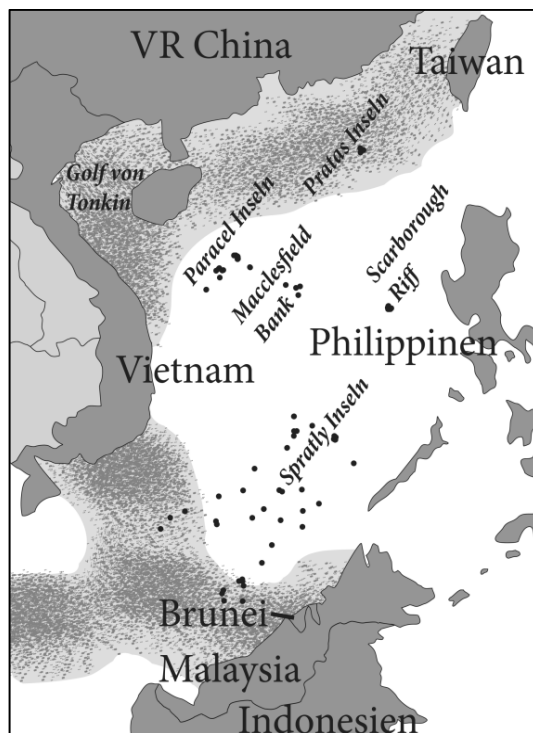 VR China
Taiwan
Pratas Inseln
Golf von
Tonkin
Paracel Inseln
Macclesfield
Bank
Scarborough
Riff
Philippinen
Vietnam
Spratly Inseln
Brunei
Malaysia
Indonesien